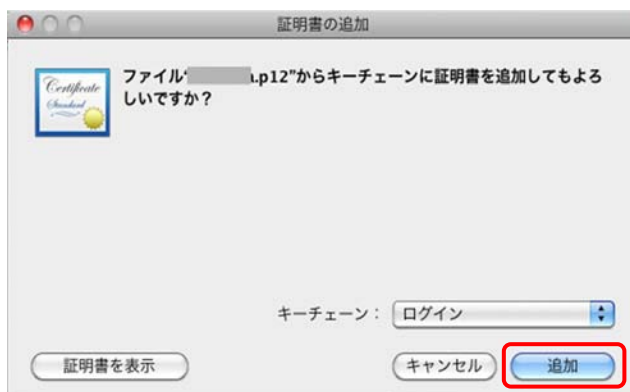 証明書の追加
Certificate
Standard
ファイル“ .p12”からキーチェーンに証明書を追加してもよろ
しいですか？
キーチェーン： ログイン
証明書を表示 キャンセル 追加